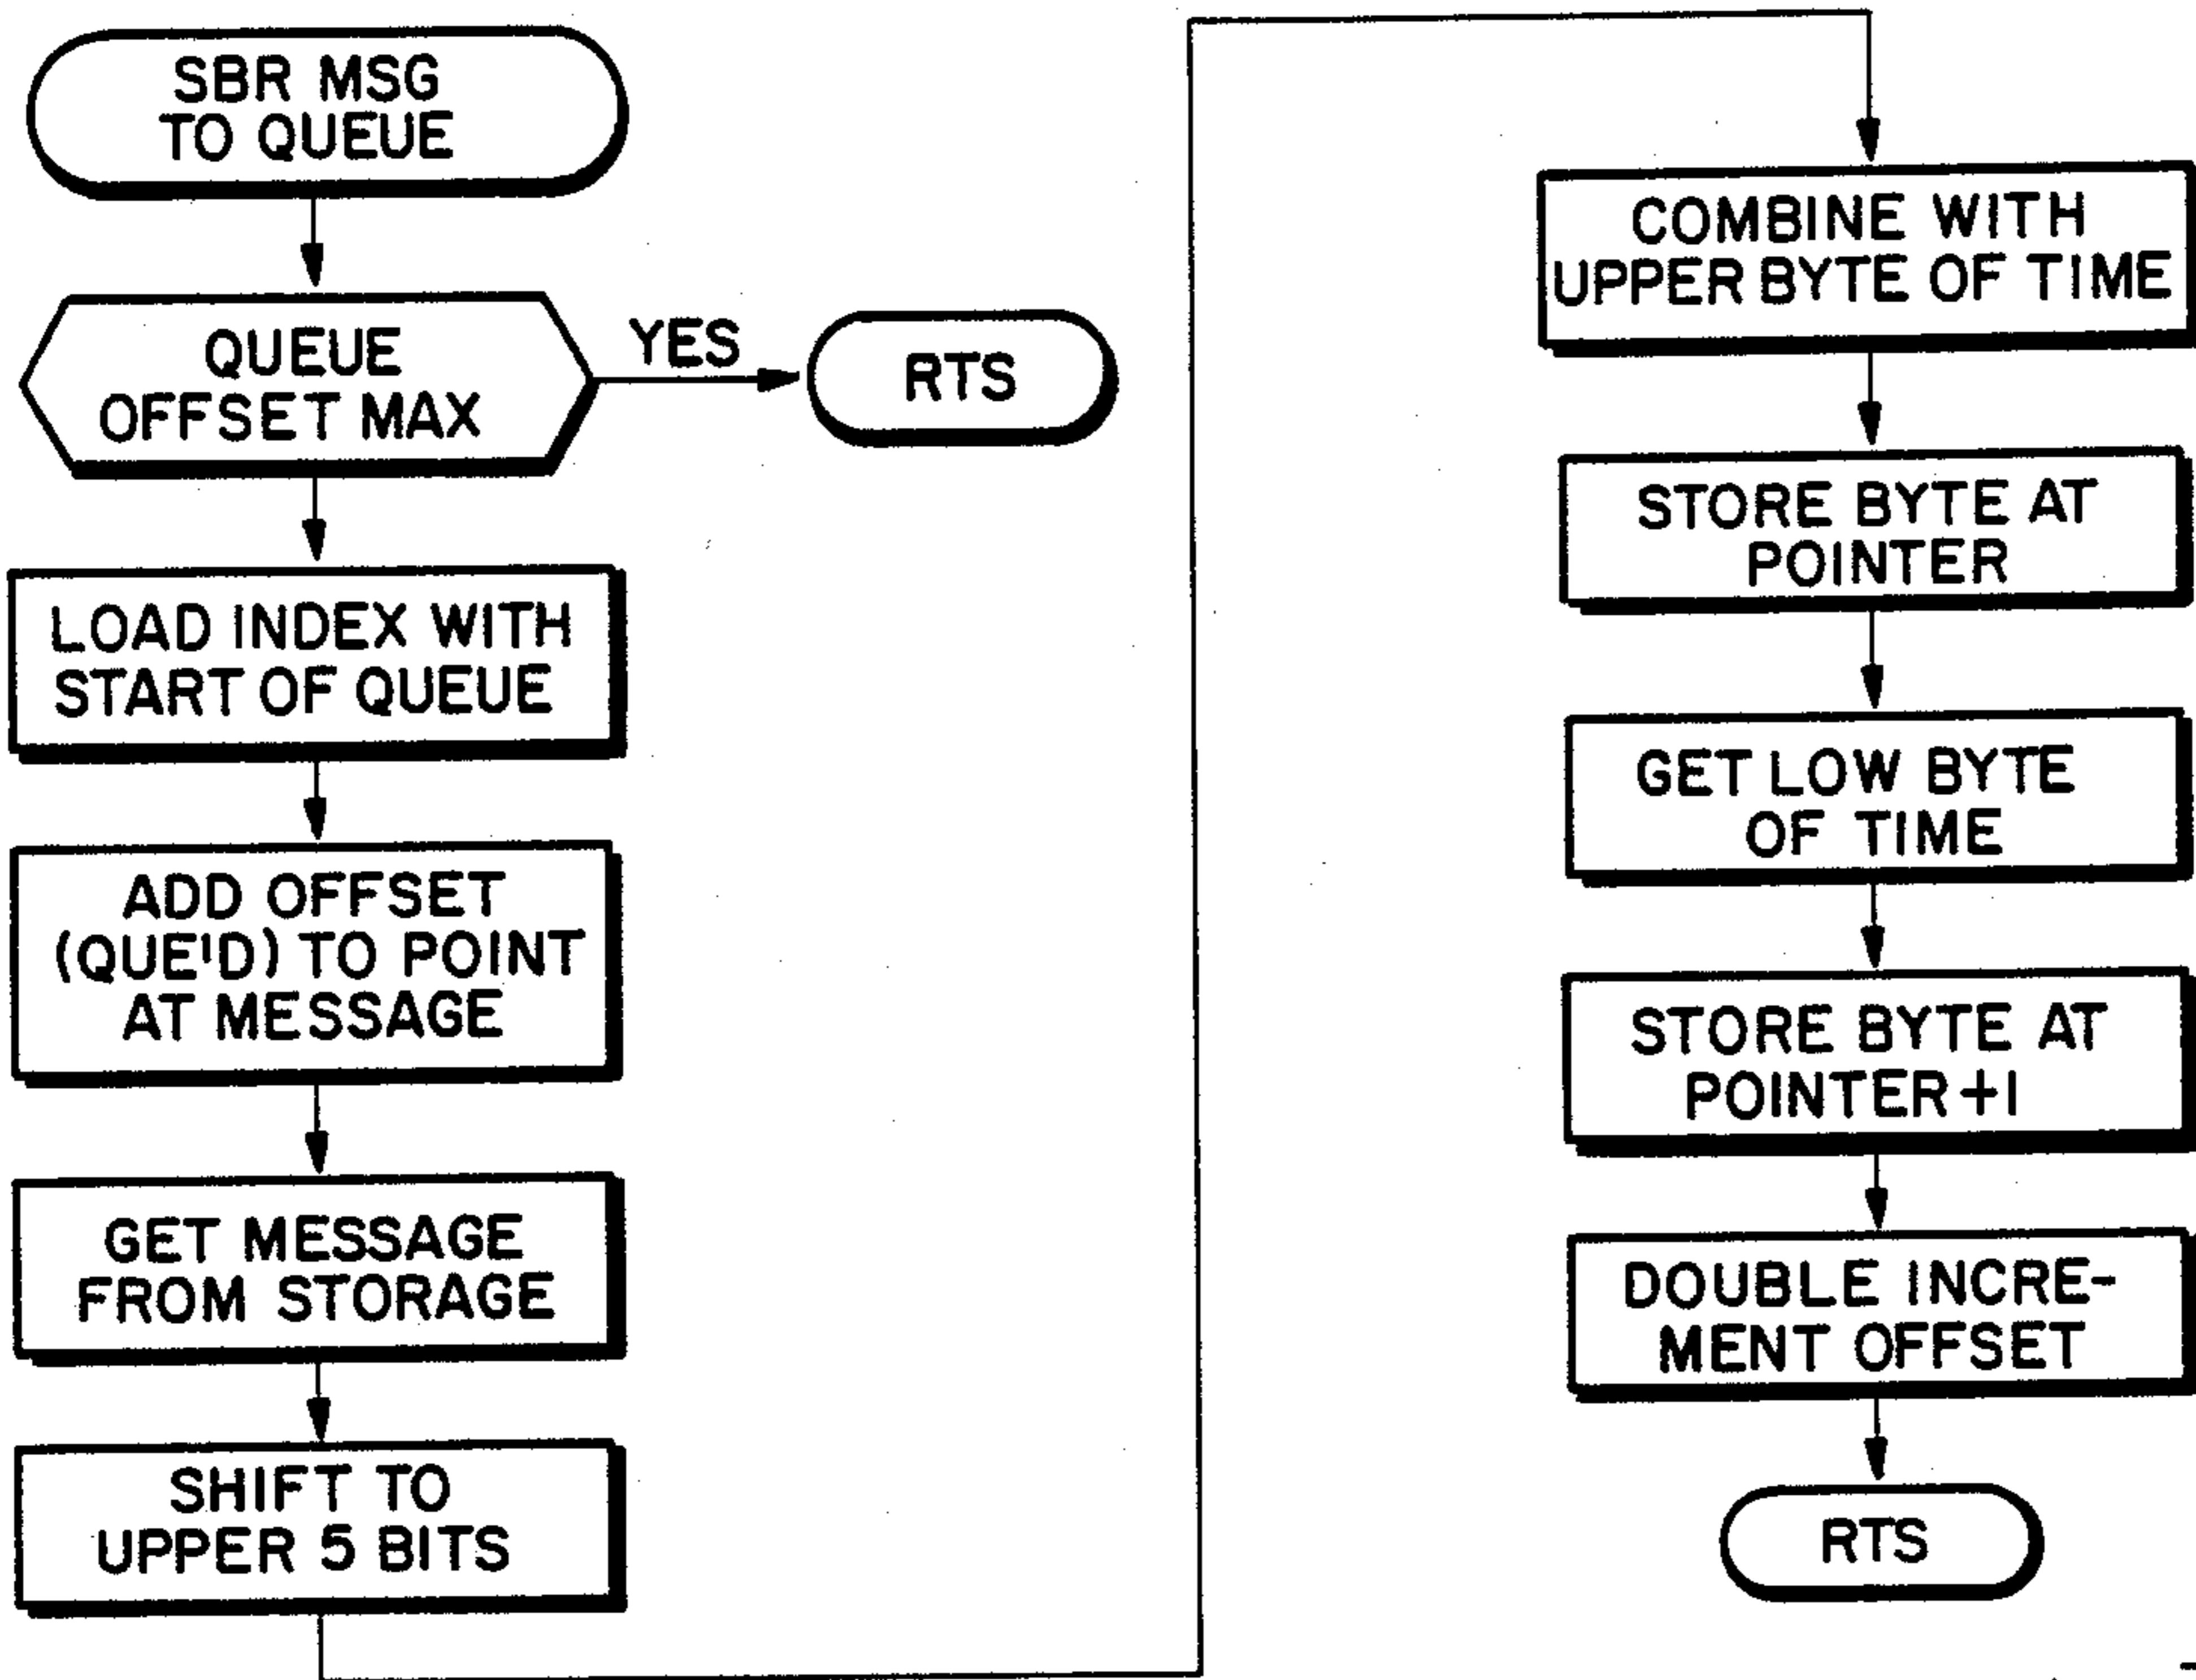 SBR MSG
TO QUEUE
QUEUE
OFFSET MAX
YES
RTS
LOAD INDEX WITH
START OF QUEUE
ADD OFFSET
(QUE'D) TO POINT
AT MESSAGE
GET MESSAGE
FROM STORAGE
SHIFT TO
UPPER 5 BITS
COMBINE WITH
UPPER BYTE OF TIME
STORE BYTE AT
POINTER
GET LOW BYTE
OF TIME
STORE BYTE AT
POINTER+1
DOUBLE INCRE-
MENT OFFSET
RTS